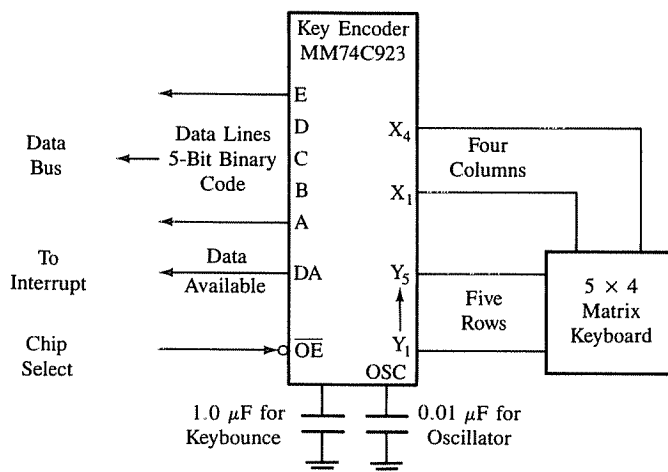 Key Encoder
MM74C923
E
D
C
B
A
DA
OE
X4
X1
Y5
Y1
OSC
Data
Bus
Data Lines
5-Bit Binary
Code
To
Interrupt
Data
Available
Chip
Select
Four
Columns
Five
Rows
5 × 4
Matrix
Keyboard
1.0 μF for
Keybounce
0.01 μF for
Oscillator